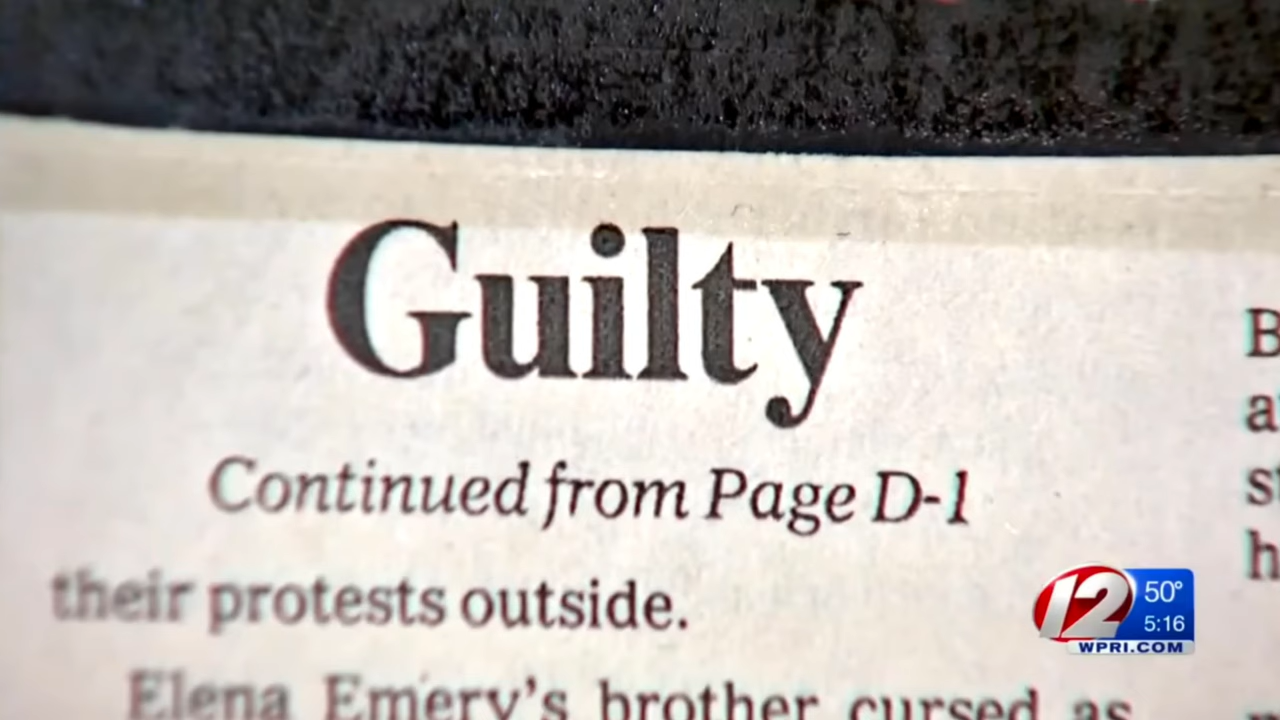 Guilty
Continued from Page D-1
their protests outside.
Elena Emery's brother cursed as
B
a
s
h
12
50°
5:16
WPRI.COM